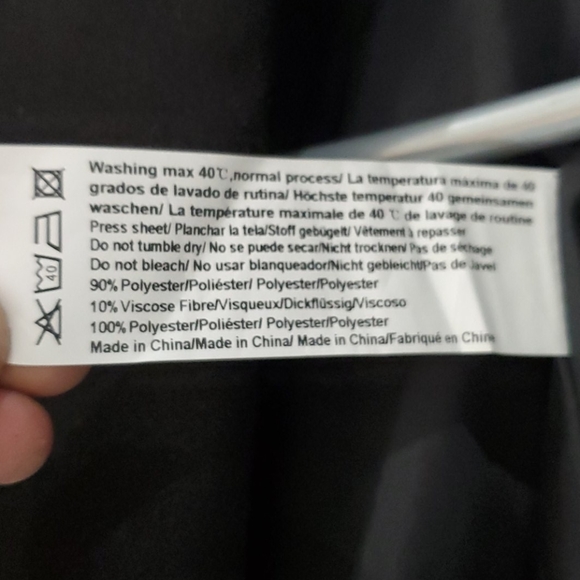 Washing max 40℃,normal process/ La temperatura máxima de 40
grados de lavado de rutina/ Höchste temperatur 40 gemeinsamen
waschen/ La température maximale de 40 ℃ de lavage de routine
Press sheet/ Planchar la tela/Stoff gebügelt/ Vêtement à repasser
Do not tumble dry/ No se puede secar/Nicht trocknen/ Pas de séchage
Do not bleach/ No usar blanqueador/Nicht gebleicht/Pas de Javel
90% Polyester/Poliéster/ Polyester/Polyester
10% Viscose Fibre/Visqueux/Dickflüssig/Viscoso
100% Polyester/Poliéster/ Polyester/Polyester
Made in China/Made in China/ Made in China/Fabriqué en Chine
40